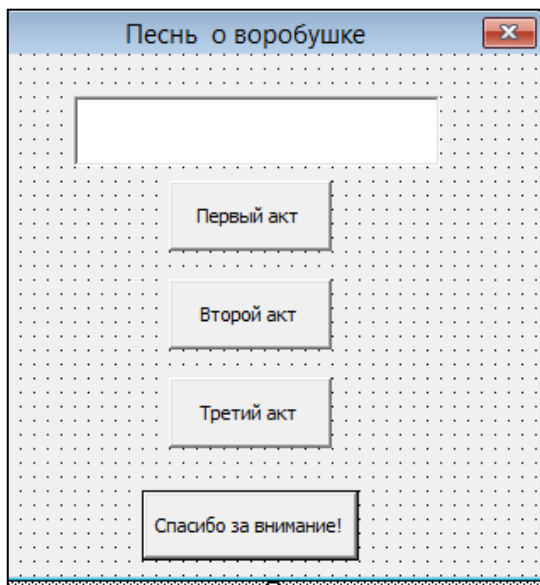 Песнь о воробушке
Первый акт
Второй акт
Третий акт
Спасибо за внимание!